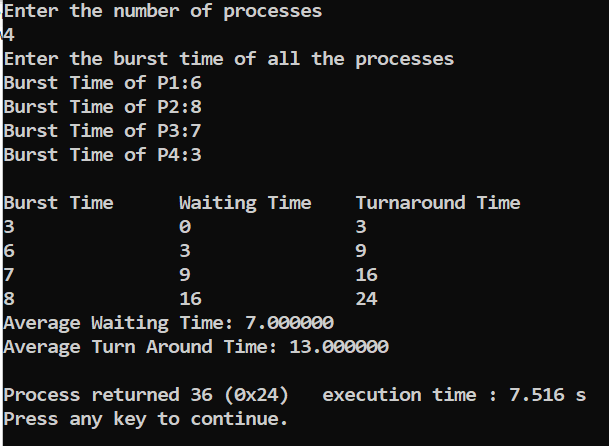 Enter the number of processes
4
Enter the burst time of all the processes
Burst Time of P1:6
Burst Time of P2:8
Burst Time of P3:7
Burst Time of P4:3
Burst Time Waiting Time Turnaround Time
3 0 3
6 3 9
7 9 16
8 16 24
Average Waiting Time: 7.000000
Average Turn Around Time: 13.000000
Process returned 36 (0x24) execution time : 7.516 s
Press any key to continue.